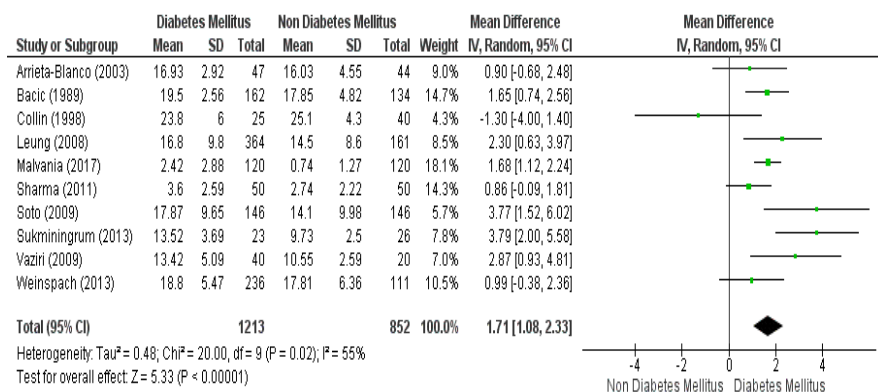 Diabetes Mellitus Non Diabetes Mellitus Mean Difference Mean Difference
Study or Subgroup Mean SD Total Mean SD Total Weight IV, Random, 95% CI IV, Random, 95% CI
Arrieta-Blanco (2003) 16.93 2.92 47 16.03 4.55 44 9.0% 0.90 [-0.68, 2.48]
Bacic (1989) 19.5 2.56 162 17.85 4.82 134 14.7% 1.65 [0.74, 2.56]
Collin (1998) 23.8 6 25 25.1 4.3 40 4.3% -1.30 [-4.00, 1.40]
Leung (2008) 16.8 9.8 364 14.5 8.6 161 8.5% 2.30 [0.63, 3.97]
Malvania (2017) 2.42 2.88 120 0.74 1.27 120 18.1% 1.68 [1.12, 2.24]
Sharma (2011) 3.6 2.59 50 2.74 2.22 50 14.3% 0.86 [-0.09, 1.81]
Soto (2009) 17.87 9.65 146 14.1 9.98 146 5.7% 3.77 [1.52, 6.02]
Sukminingrum (2013) 13.52 3.69 23 9.73 2.5 26 7.8% 3.79 [2.00, 5.58]
Vaziri (2009) 13.42 5.09 40 10.55 2.59 20 7.0% 2.87 [0.93, 4.81]
Weinspach (2013) 18.8 5.47 236 17.81 6.36 111 10.5% 0.99 [-0.38, 2.36]
Total (95% CI) 1213 852 100.0% 1.71 [1.08, 2.33]
Heterogeneity: Tau² = 0.48; Chi² = 20.00, df = 9 (P = 0.02); I² = 55%
Test for overall effect: Z = 5.33 (P < 0.00001)
-4 -2 0 2 4
Non Diabetes Mellitus Diabetes Mellitus